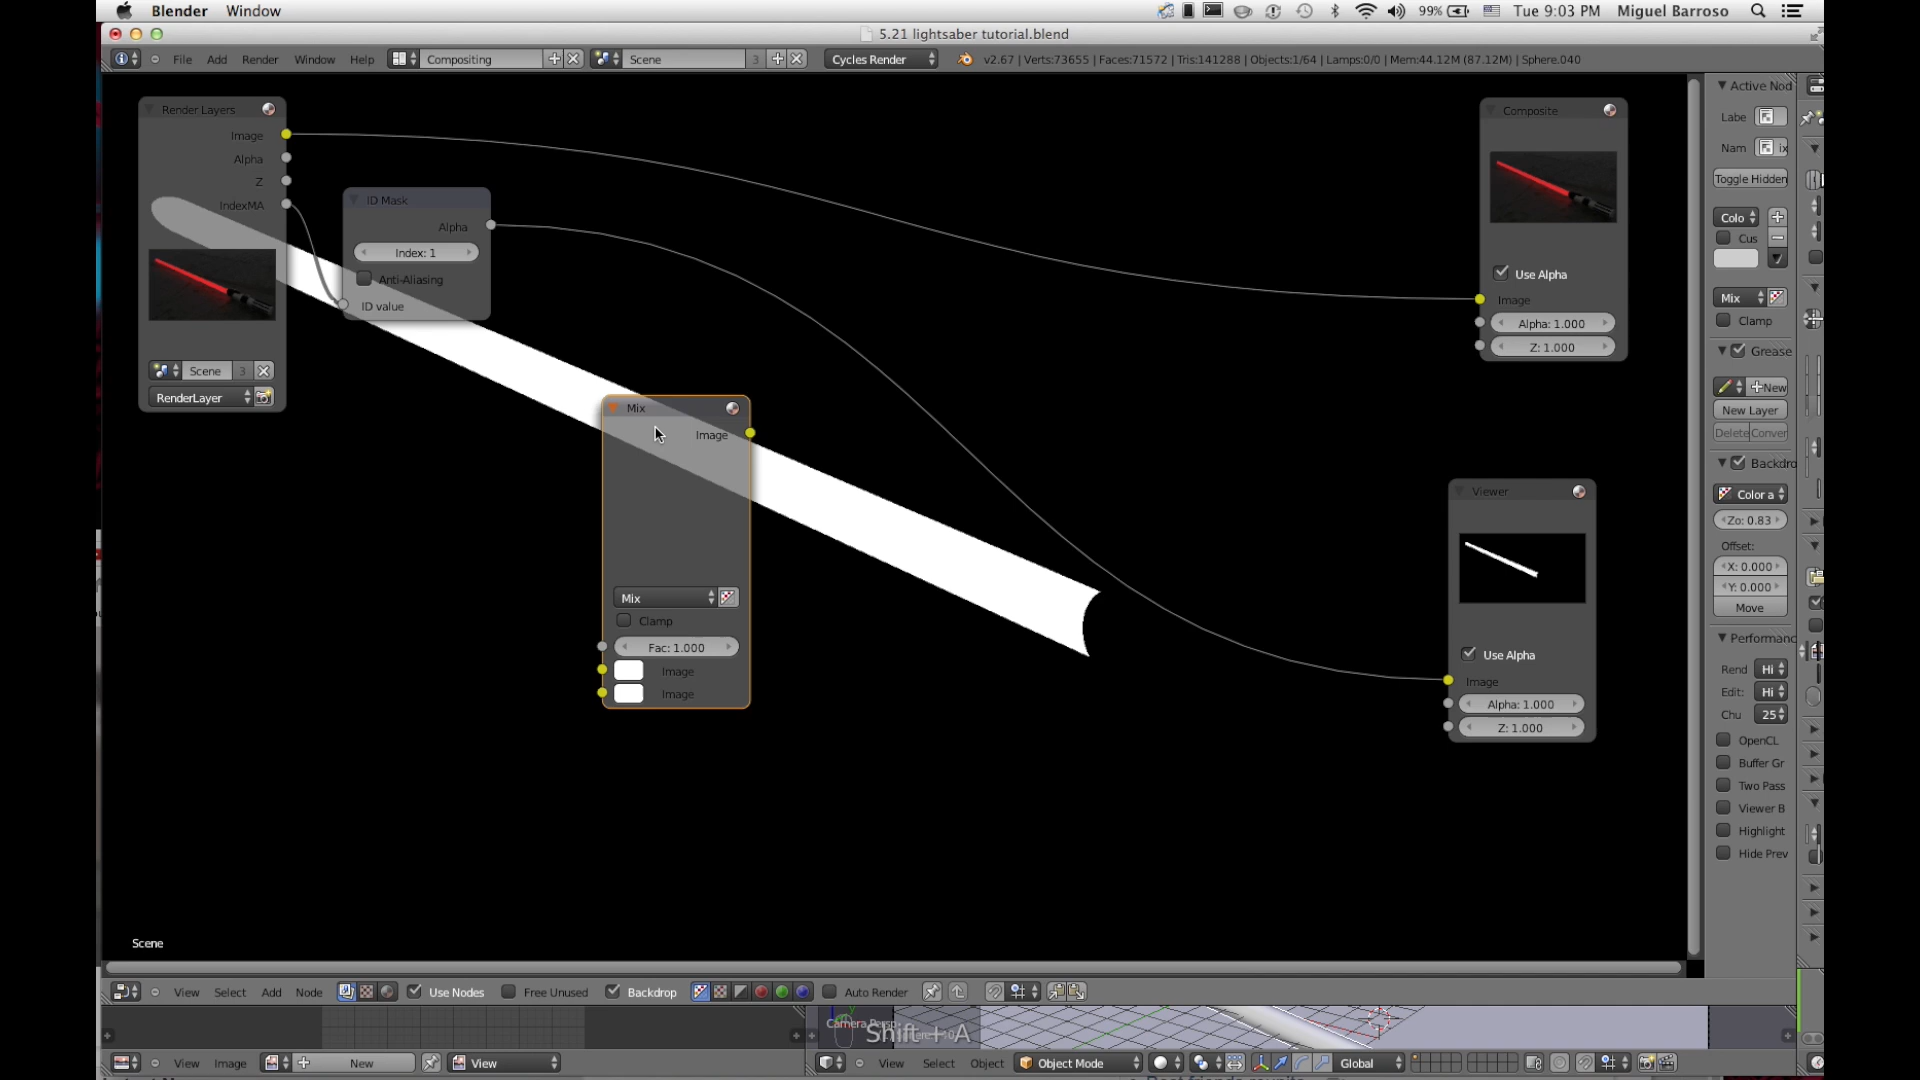 Blender Window 99% Tue 9:03 PM Miguel Barroso
5.21 lightsaber tutorial.blend
File Add Render Window Help Compositing Scene 3 Cycles Render v2.67 | Verts:73655 | Faces:71572 | Tris:141288 | Objects:1/64 | Lamps:0/0 | Mem:44.12M (87.12M) | Sphere.040
Render Layers
Image
Alpha
Z
IndexMA
Scene 3
RenderLayer
ID Mask
Alpha
Index: 1
Anti-Aliasing
ID value
Mix
Image
Mix
Clamp
Fac: 1.000
Image
Image
Composite
Use Alpha
Image
Alpha: 1.000
Z: 1.000
Viewer
Use Alpha
Image
Alpha: 1.000
Z: 1.000
Active Nod
Labe
Nam ix
Toggle Hidden
Colo
Cus
Mix
Clamp
Grease
New
New Layer
Delete Conver
Backdro
Color a
Zo: 0.83
Offset:
X: 0.000
Y: 0.000
Move
Performanc
Rend Hi
Edit: Hi
Chu 25
OpenCL
Buffer Gr
Two Pass
Viewer B
Highlight
Hide Prev
Scene
View Select Add Node Use Nodes Free Unused Backdrop Auto Render
Camera Persp
Shift + A
View Image New View
View Select Object Object Mode Global